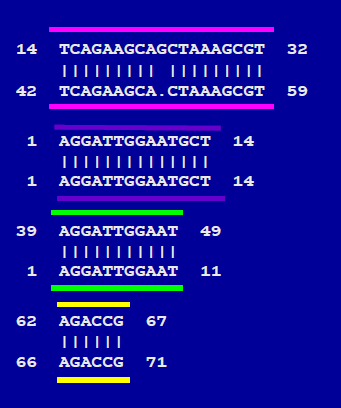 14 TCAGAAGCAGCTAAAGCGT 32
||||||||| |||||||||
42 TCAGAAGCA.CTAAAGCGT 59
1 AGGATTGGAATGCT 14
||||||||||||||
1 AGGATTGGAATGCT 14
39 AGGATTGGAAT 49
|||||||||||
1 AGGATTGGAAT 11
62 AGACCG 67
||||||
66 AGACCG 71